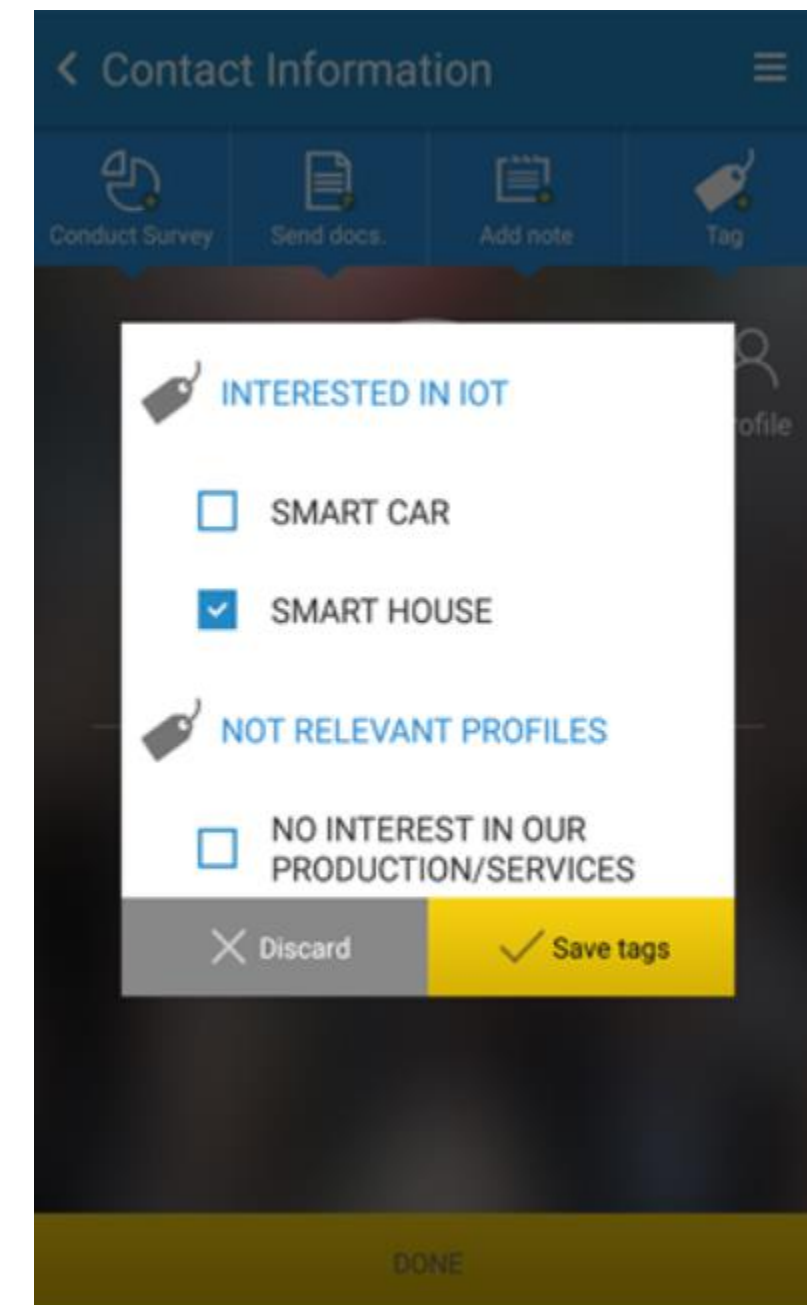 Contact Information
Conduct Survey
Send docs.
Add note
Tag
ofile
INTERESTED IN IOT
SMART CAR
SMART HOUSE
NOT RELEVANT PROFILES
NO INTEREST IN OUR
PRODUCTION/SERVICES
Discard
Save tags
DONE